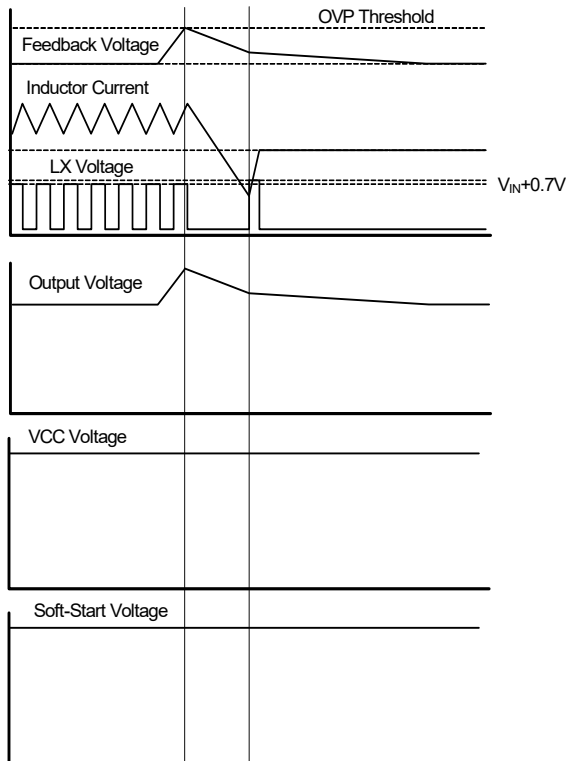 OVP Threshold
Feedback Voltage
Inductor Current
LX Voltage
VIN+0.7V
Output Voltage
VCC Voltage
Soft-Start Voltage